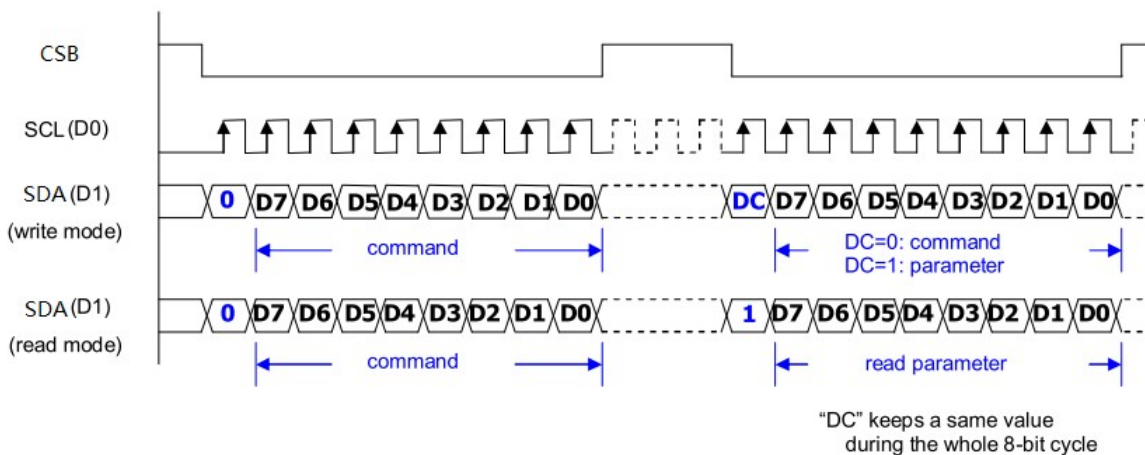 CSB
SCL(D0)
SDA(D1) 0 D7 D6 D5 D4 D3 D2 D1 D0 DC D7 D6 D5 D4 D3 D2 D1 D0
(write mode) command DC=0: command
DC=1: parameter
SDA(D1) 0 D7 D6 D5 D4 D3 D2 D1 D0 1 D7 D6 D5 D4 D3 D2 D1 D0
(read mode) command read parameter
“DC” keeps a same value
during the whole 8-bit cycle